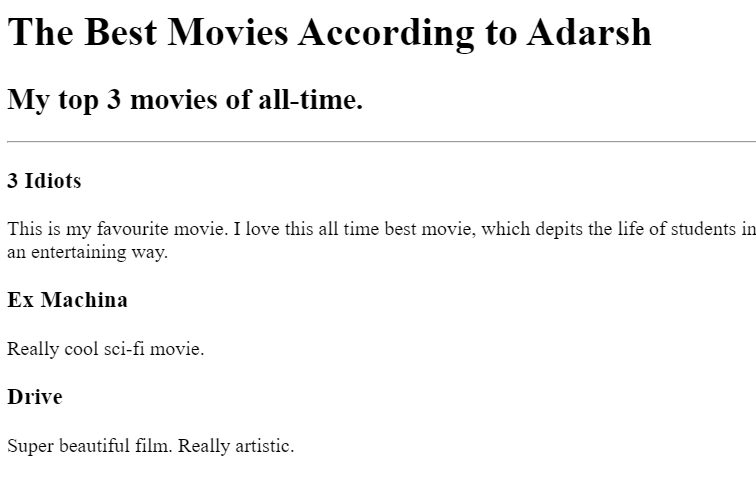 The Best Movies According to Adarsh
My top 3 movies of all-time.
3 Idiots
This is my favourite movie. I love this all time best movie, which depits the life of students in
an entertaining way.
Ex Machina
Really cool sci-fi movie.
Drive
Super beautiful film. Really artistic.